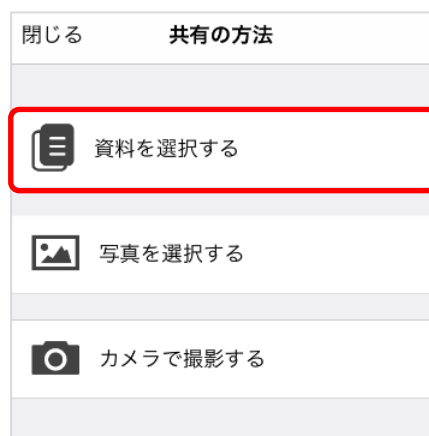 閉じる 共有の方法
資料を選択する
写真を選択する
カメラで撮影する